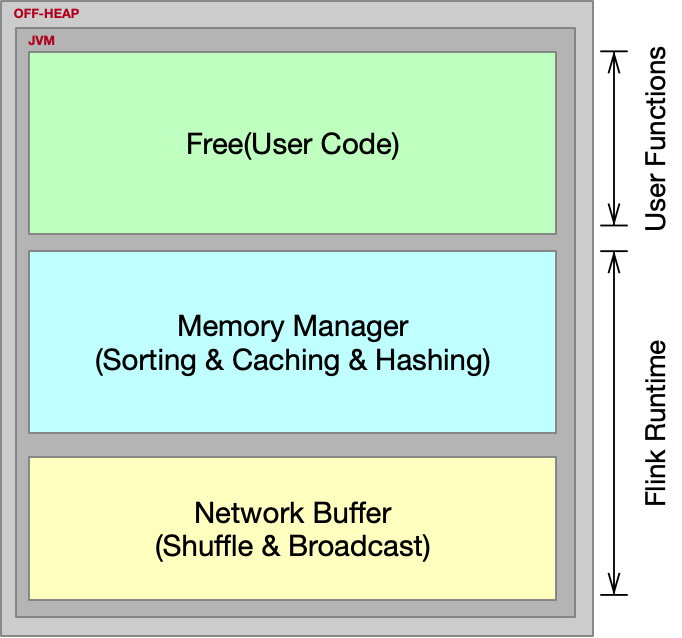 OFF-HEAP
JVM
Free(User Code)
User Functions
Memory Manager
(Sorting & Caching & Hashing)
Flink Runtime
Network Buffer
(Shuffle & Broadcast)